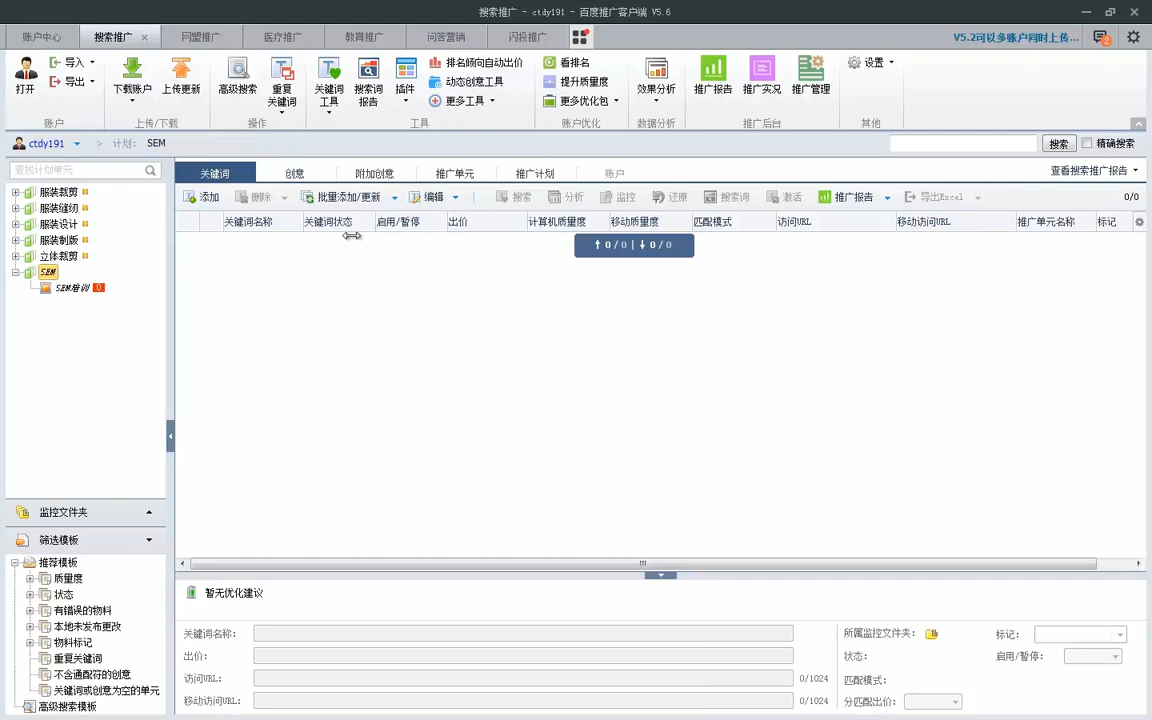 搜索推广 - ctdy191 - 百度推广客户端 V5.6
账户中心 搜索推广 网盟推广 医疗推广 教育推广 问答营销 闪投推广 V5.2可以多账户同时上传... 2
打开 导入 导出 下载账户 上传更新 高级搜索 重复关键词 关键词工具 搜索词报告 插件 排名倾向自动出价 动态创意工具 更多工具 看排名 提升质量度 更多优化包 效果分析 推广报告 推广实况 推广管理 设置
账户 上传/下载 操作 工具 账户优化 数据分析 推广后台 其他
ctdy191 > 计划: SEM 搜索 精确搜索
查找计划单元 关键词 创意 附加创意 推广单元 推广计划 账户 查看搜索推广报告
添加 删除 批量添加/更新 编辑 搜索 分析 监控 还原 搜索词 激活 推广报告 导出Excel 0/0
关键词名称 关键词状态 启用/暂停 出价 计算机质量度 移动质量度 匹配模式 访问URL 移动访问URL 推广单元名称 标记
0 / 0 | 0 / 0
服装裁剪
服装缝纫
服装设计
服装制版
立体裁剪
SEM
SEM培训 0
监控文件夹
筛选模板
推荐模板
质量度
状态
有错误的物料
本地未发布更改
物料标记
重复关键词
不含通配符的创意
关键词或创意为空的单元
高级搜索模板
暂无优化建议
关键词名称: 所属监控文件夹: 标记:
出价: 状态: 启用/暂停:
访问URL: 0/1024 匹配模式:
移动访问URL: 0/1024 分匹配出价: